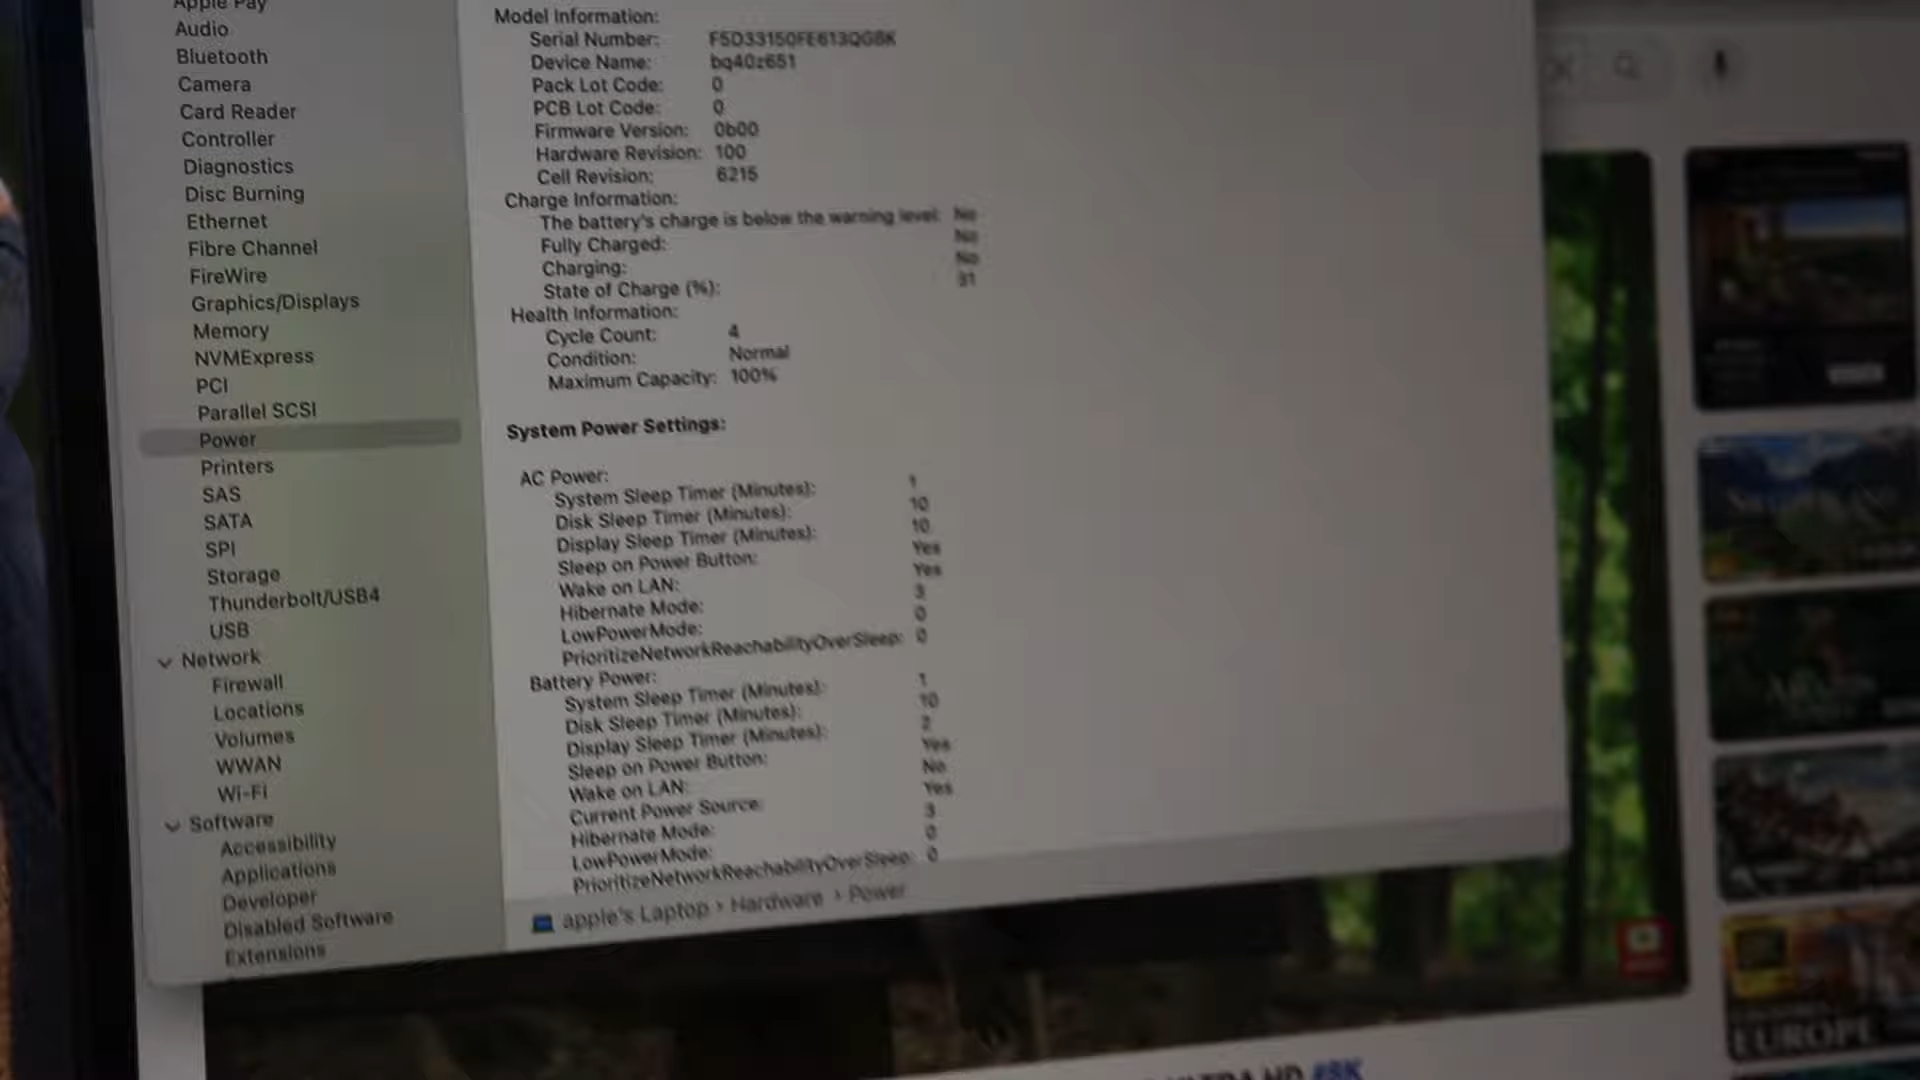 Apple Pay
Audio
Bluetooth
Camera
Card Reader
Controller
Diagnostics
Disc Burning
Ethernet
Fibre Channel
FireWire
Graphics/Displays
Memory
NVMExpress
PCI
Parallel SCSI
Power
Printers
SAS
SATA
SPI
Storage
Thunderbolt/USB4
USB
Network
Firewall
Locations
Volumes
WWAN
Wi-Fi
Software
Accessibility
Applications
Developer
Disabled Software
Extensions
Model Information:
Serial Number: F5D33150FE613QGBK
Device Name: bq40z651
Pack Lot Code: 0
PCB Lot Code: 0
Firmware Version: 0b00
Hardware Revision: 100
Cell Revision: 6215
Charge Information:
The battery's charge is below the warning level: No
Fully Charged: No
Charging: No
State of Charge (%): 31
Health Information:
Cycle Count: 4
Condition: Normal
Maximum Capacity: 100%
System Power Settings:
AC Power:
System Sleep Timer (Minutes): 1
Disk Sleep Timer (Minutes): 10
Display Sleep Timer (Minutes): 10
Sleep on Power Button: Yes
Wake on LAN: Yes
Hibernate Mode: 3
LowPowerMode: 0
PrioritizeNetworkReachabilityOverSleep: 0
Battery Power:
System Sleep Timer (Minutes): 1
Disk Sleep Timer (Minutes): 10
Display Sleep Timer (Minutes): 2
Sleep on Power Button: Yes
Wake on LAN: No
Current Power Source: Yes
Hibernate Mode: 3
LowPowerMode: 0
PrioritizeNetworkReachabilityOverSleep: 0
apple's Laptop › Hardware › Power
EUROPE
ULTRA HD #8K